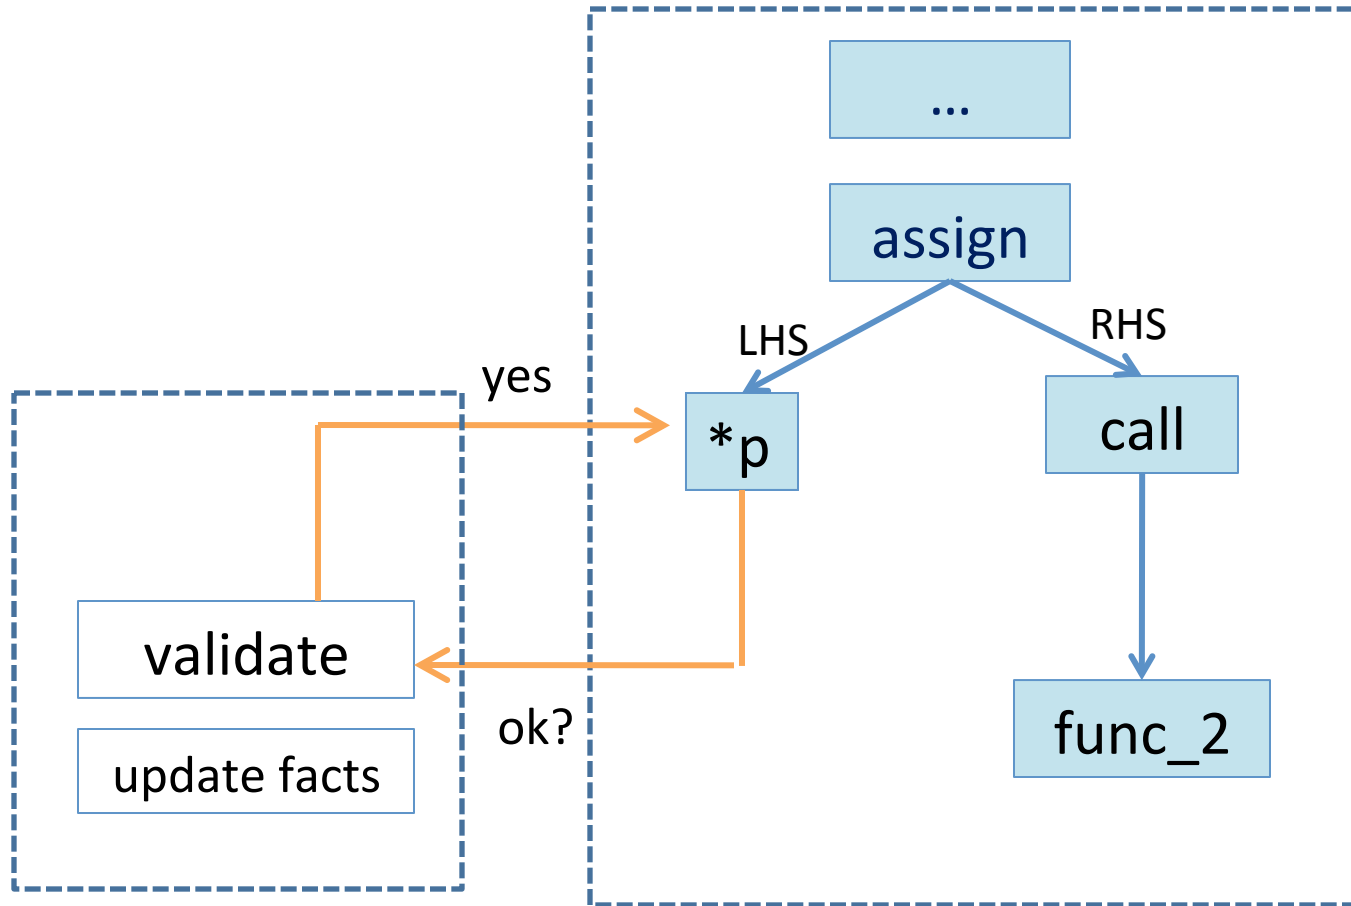 ...
assign
LHS
RHS
yes
*p
call
validate
ok?
func_2
update facts